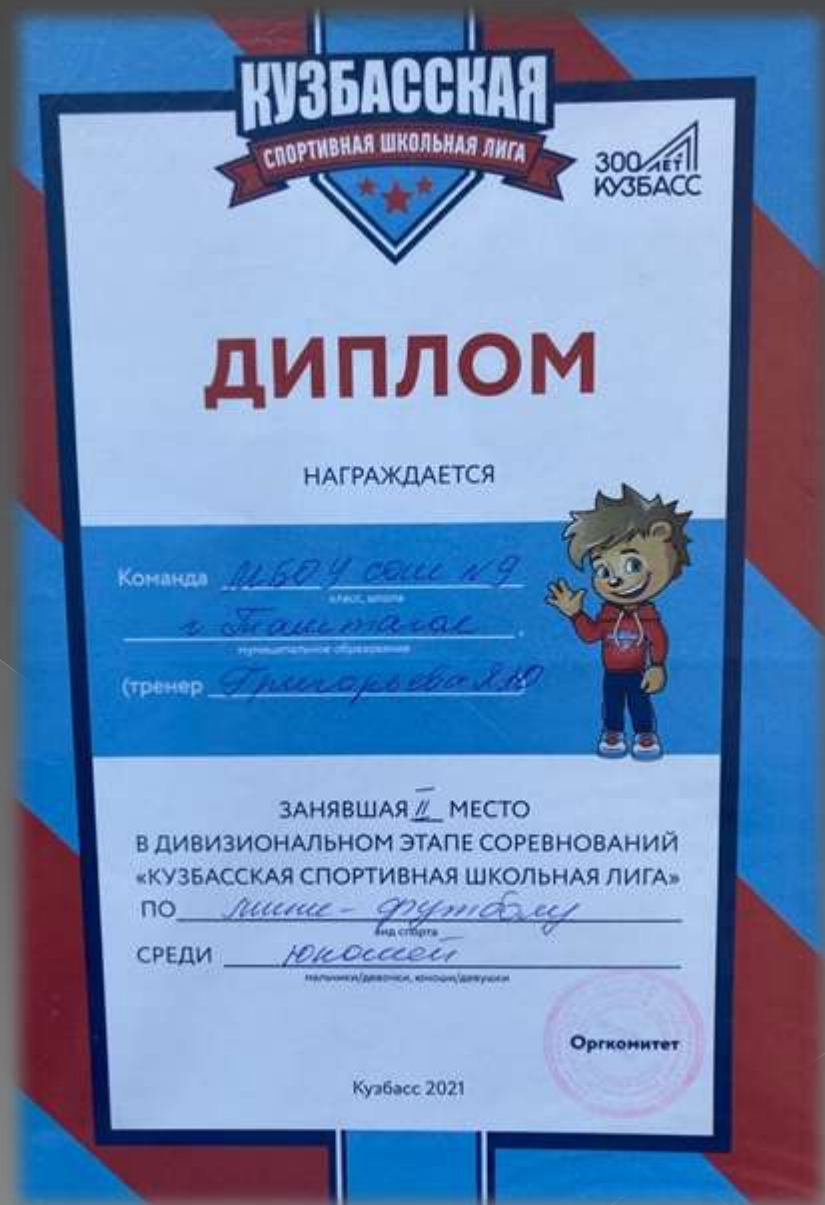 КУЗБАССКАЯ
СПОРТИВНАЯ ШКОЛЬНАЯ ЛИГА
300 ЛЕТ
КУЗБАСС
ДИПЛОМ
НАГРАЖДАЕТСЯ
Команда МБОУ СОШ №9
класс, школа
г. Таштагол,
муниципальное образование
(тренер Григорьева Я.Ю
ЗАНЯВШАЯ II МЕСТО
В ДИВИЗИОНАЛЬНОМ ЭТАПЕ СОРЕВНОВАНИЙ
«КУЗБАССКАЯ СПОРТИВНАЯ ШКОЛЬНАЯ ЛИГА»
ПО мини-футболу
вид спорта
СРЕДИ юношей
мальчики/девочки, юноши/девушки
Оргкомитет
Кузбасс 2021